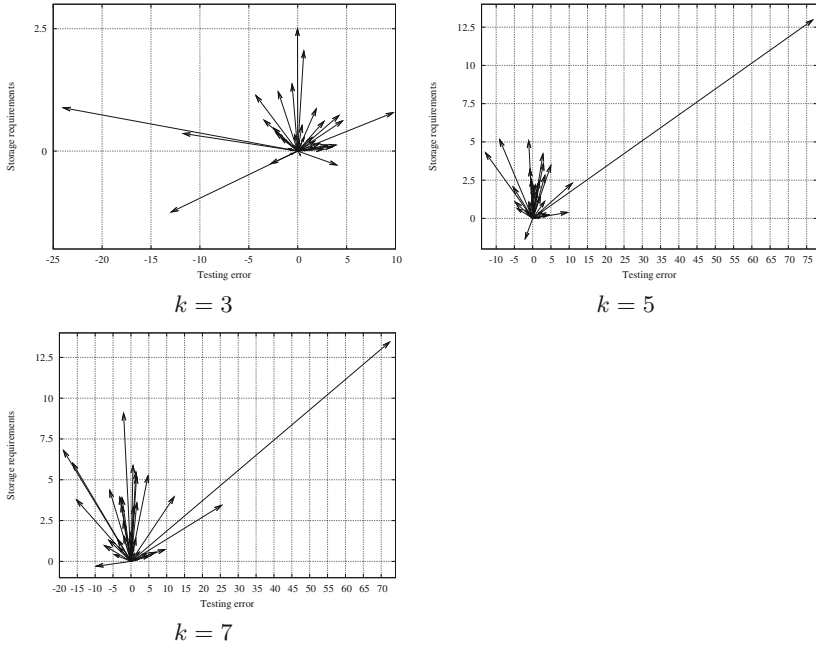 2.5
0
Storage requirements
-25 -20 -15 -10 -5 0 5 10
Testing error
k = 3
12.5
10
7.5
5
2.5
0
Storage requirements
-10 -5 0 5 10 15 20 25 30 35 40 45 50 55 60 65 70 75
Testing error
k = 5
12.5
10
7.5
5
2.5
0
Storage requirements
-20 -15 -10 -5 0 5 10 15 20 25 30 35 40 45 50 55 60 65 70
Testing error
k = 7